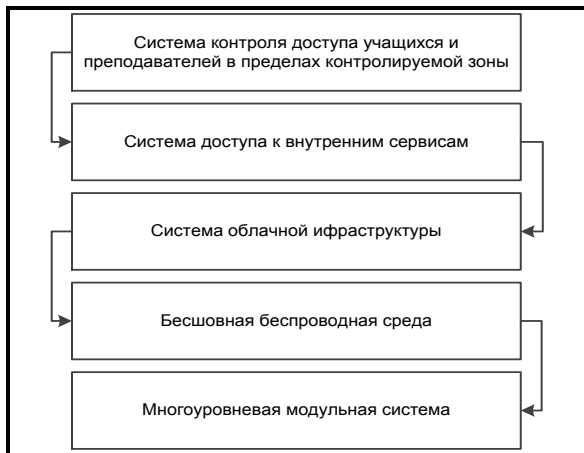 Система контроля доступа учащихся и
преподавателей в пределах контролируемой зоны
Система доступа к внутренним сервисам
Система облачной ифраструктуры
Бесшовная беспроводная среда
Многоуровневая модульная система